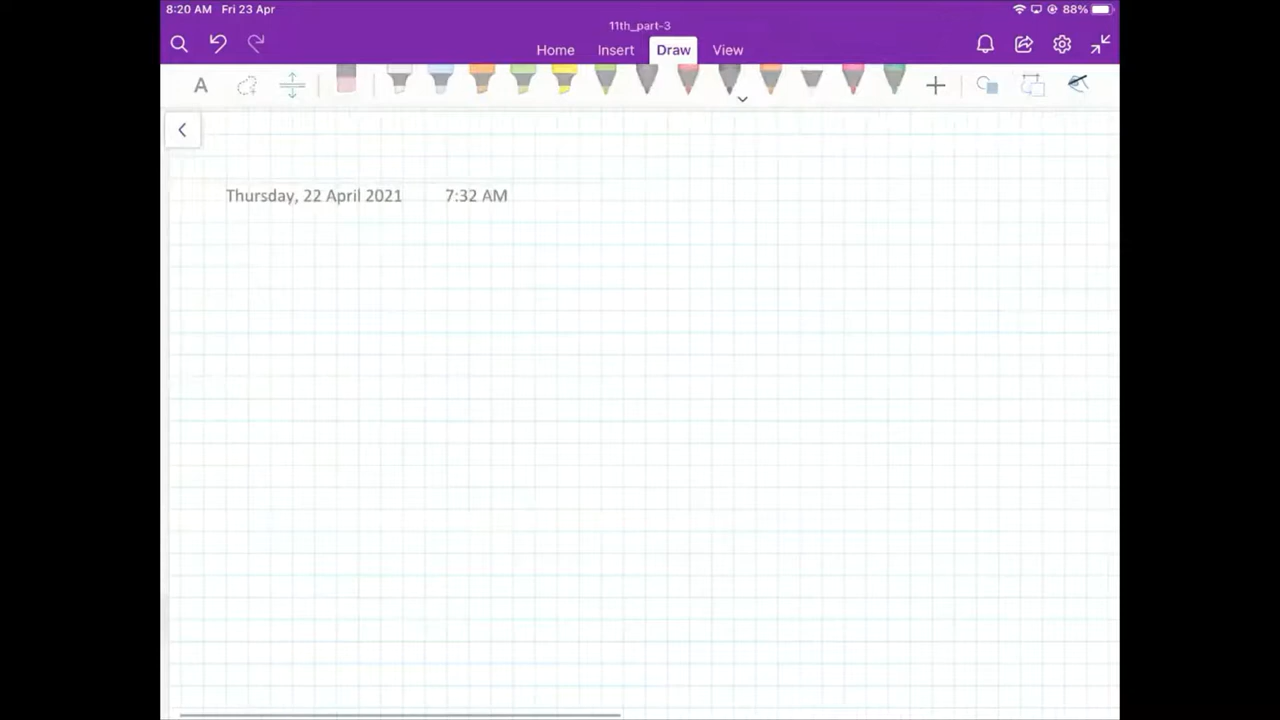 8:20 AM Fri 23 Apr 88%
11th_part-3
Home Insert Draw View
A
Thursday, 22 April 2021 7:32 AM